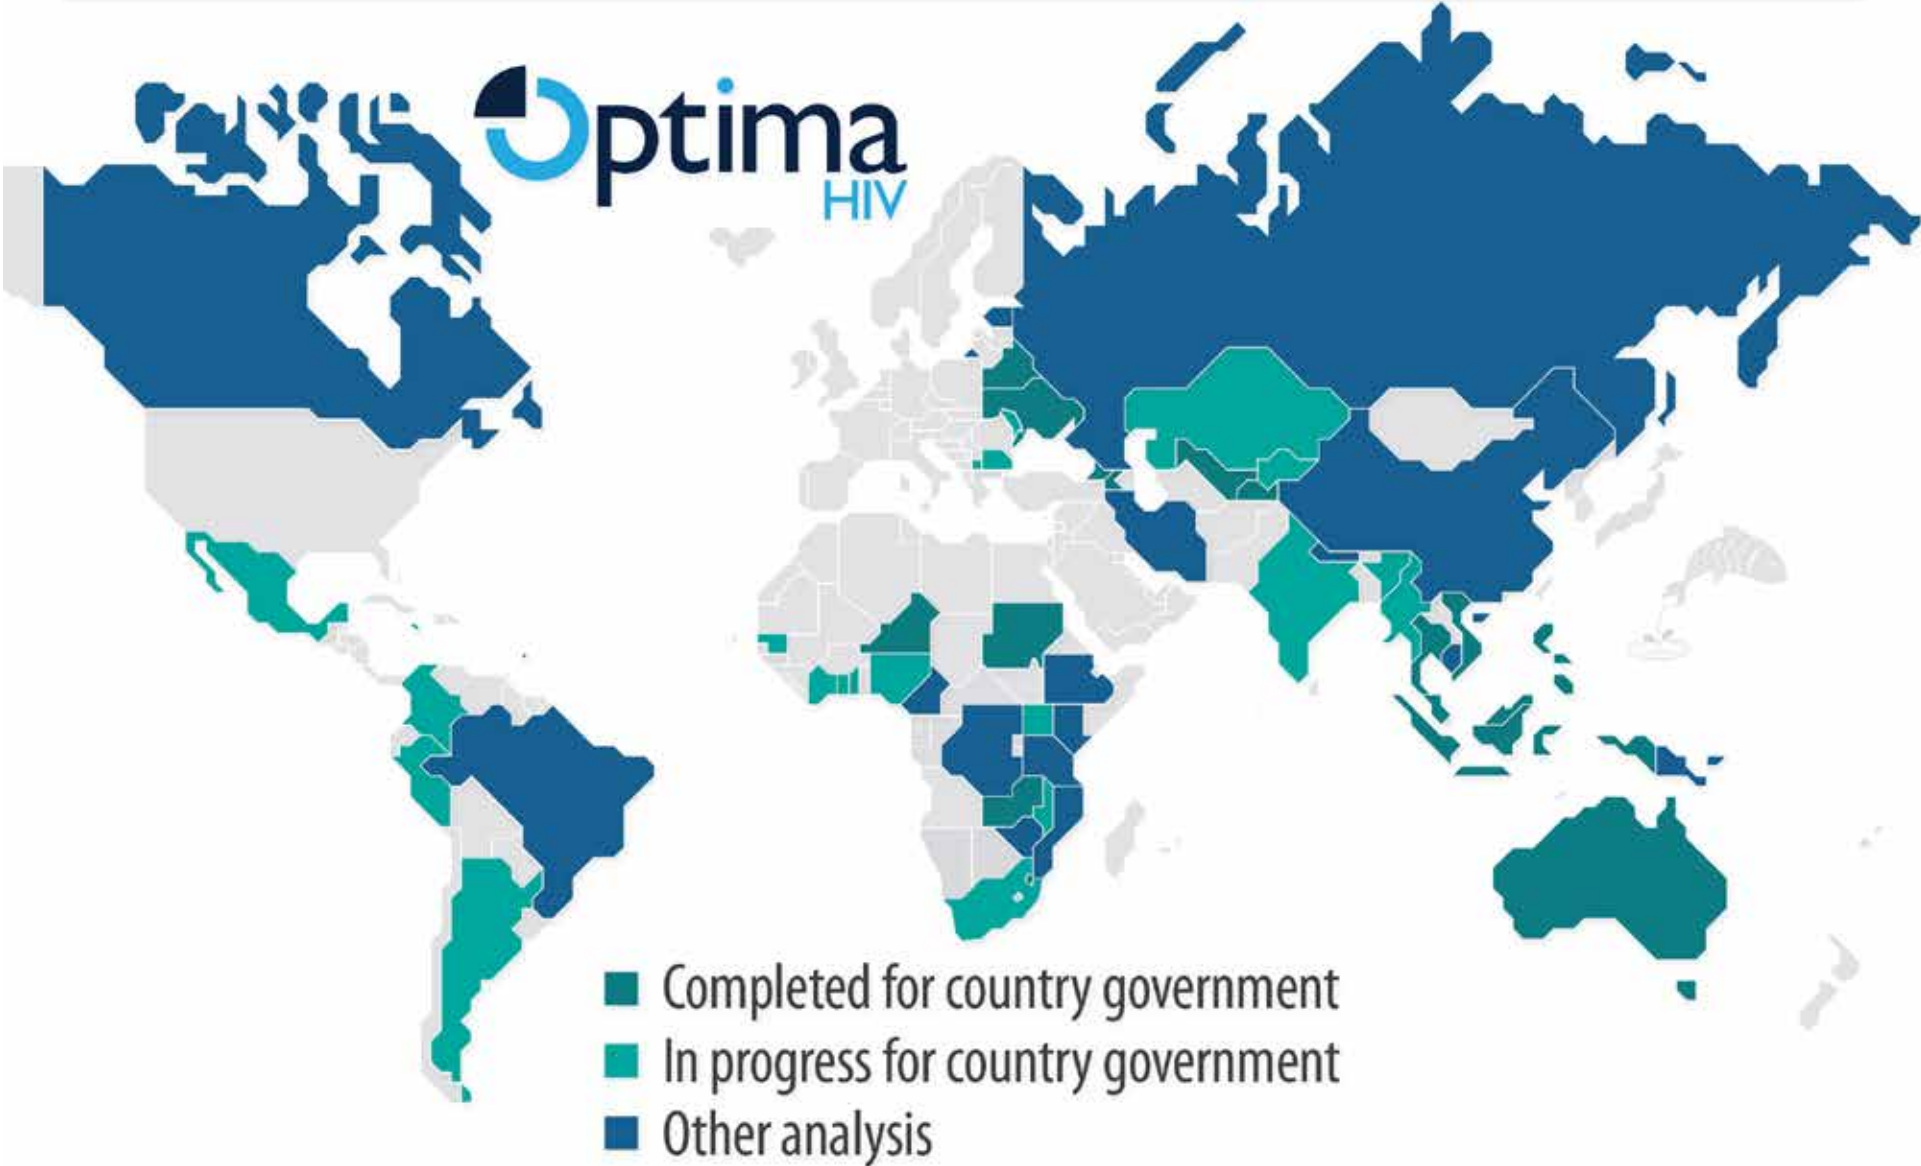 Optima
HIV
Completed for country government
In progress for country government
Other analysis